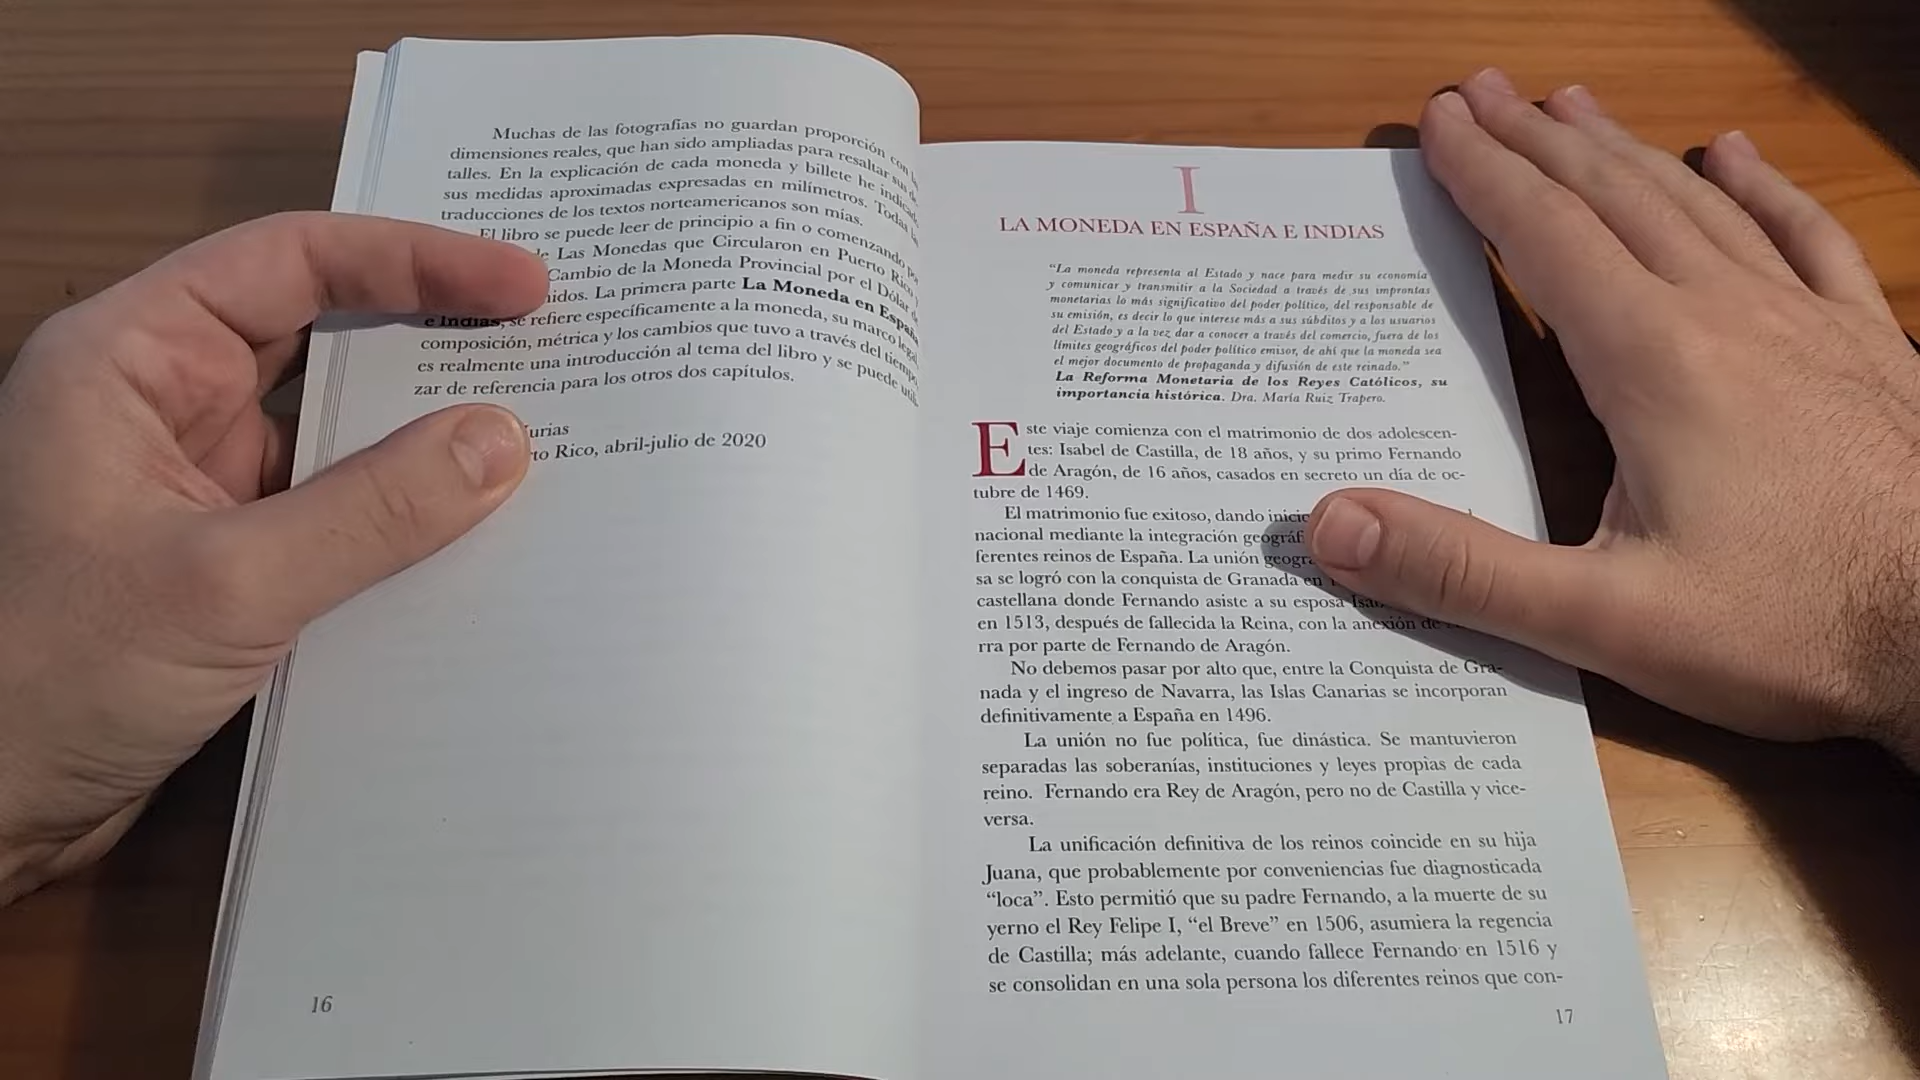 Muchas de las fotografías no guardan proporción con
dimensiones reales, que han sido ampliadas para resaltar sus de-
talles. En la explicación de cada moneda y billete he indicado
sus medidas aproximadas expresadas en milímetros. Todas
traducciones de los textos norteamericanos son mías.
El libro se puede leer de principio a fin o comenzando por
de Las Monedas que Circularon en Puerto Rico y
Cambio de la Moneda Provincial por el Dólar de
La primera parte La Moneda en España
e Indias, se refiere específicamente a la moneda, su marco legal,
composición, métrica y los cambios que tuvo a través del tiempo,
es realmente una introducción al tema del libro y se puede utili-
zar de referencia para los otros dos capítulos.
Rico, abril-julio de 2020
16
I
LA MONEDA EN ESPAÑA E INDIAS
“La moneda representa al Estado y nace para medir su economía
y comunicar y transmitir a la Sociedad a través de sus improntas
monetarias lo más significativo del poder político, del responsable de
su emisión, es decir lo que interese más a sus súbditos y a los usuarios
del Estado y a la vez dar a conocer a través del comercio, fuera de los
límites geográficos del poder político emisor, de ahí que la moneda sea
el mejor documento de propaganda y difusión de este reinado.”
La Reforma Monetaria de los Reyes Católicos, su
importancia histórica. Dra. María Ruiz Trapero.
Este viaje comienza con el matrimonio de dos adolescen-
tes: Isabel de Castilla, de 18 años, y su primo Fernando
de Aragón, de 16 años, casados en secreto un día de oc-
tubre de 1469.
El matrimonio fue exitoso, dando inicio
nacional mediante la integración
ferentes reinos de España. La unión
sa se logró con la conquista de Granada en
castellana donde Fernando asiste a su esposa
en 1513, después de fallecida la Reina, con la anexión de
rra por parte de Fernando de Aragón.
No debemos pasar por alto que, entre la Conquista de Gra-
nada y el ingreso de Navarra, las Islas Canarias se incorporan
definitivamente a España en 1496.
La unión no fue política, fue dinástica. Se mantuvieron
separadas las soberanías, instituciones y leyes propias de cada
reino. Fernando era Rey de Aragón, pero no de Castilla y vice-
versa.
La unificación definitiva de los reinos coincide en su hija
Juana, que probablemente por conveniencias fue diagnosticada
“loca”. Esto permitió que su padre Fernando, a la muerte de su
yerno el Rey Felipe I, “el Breve” en 1506, asumiera la regencia
de Castilla; más adelante, cuando fallece Fernando en 1516 y
se consolidan en una sola persona los diferentes reinos que con-
17